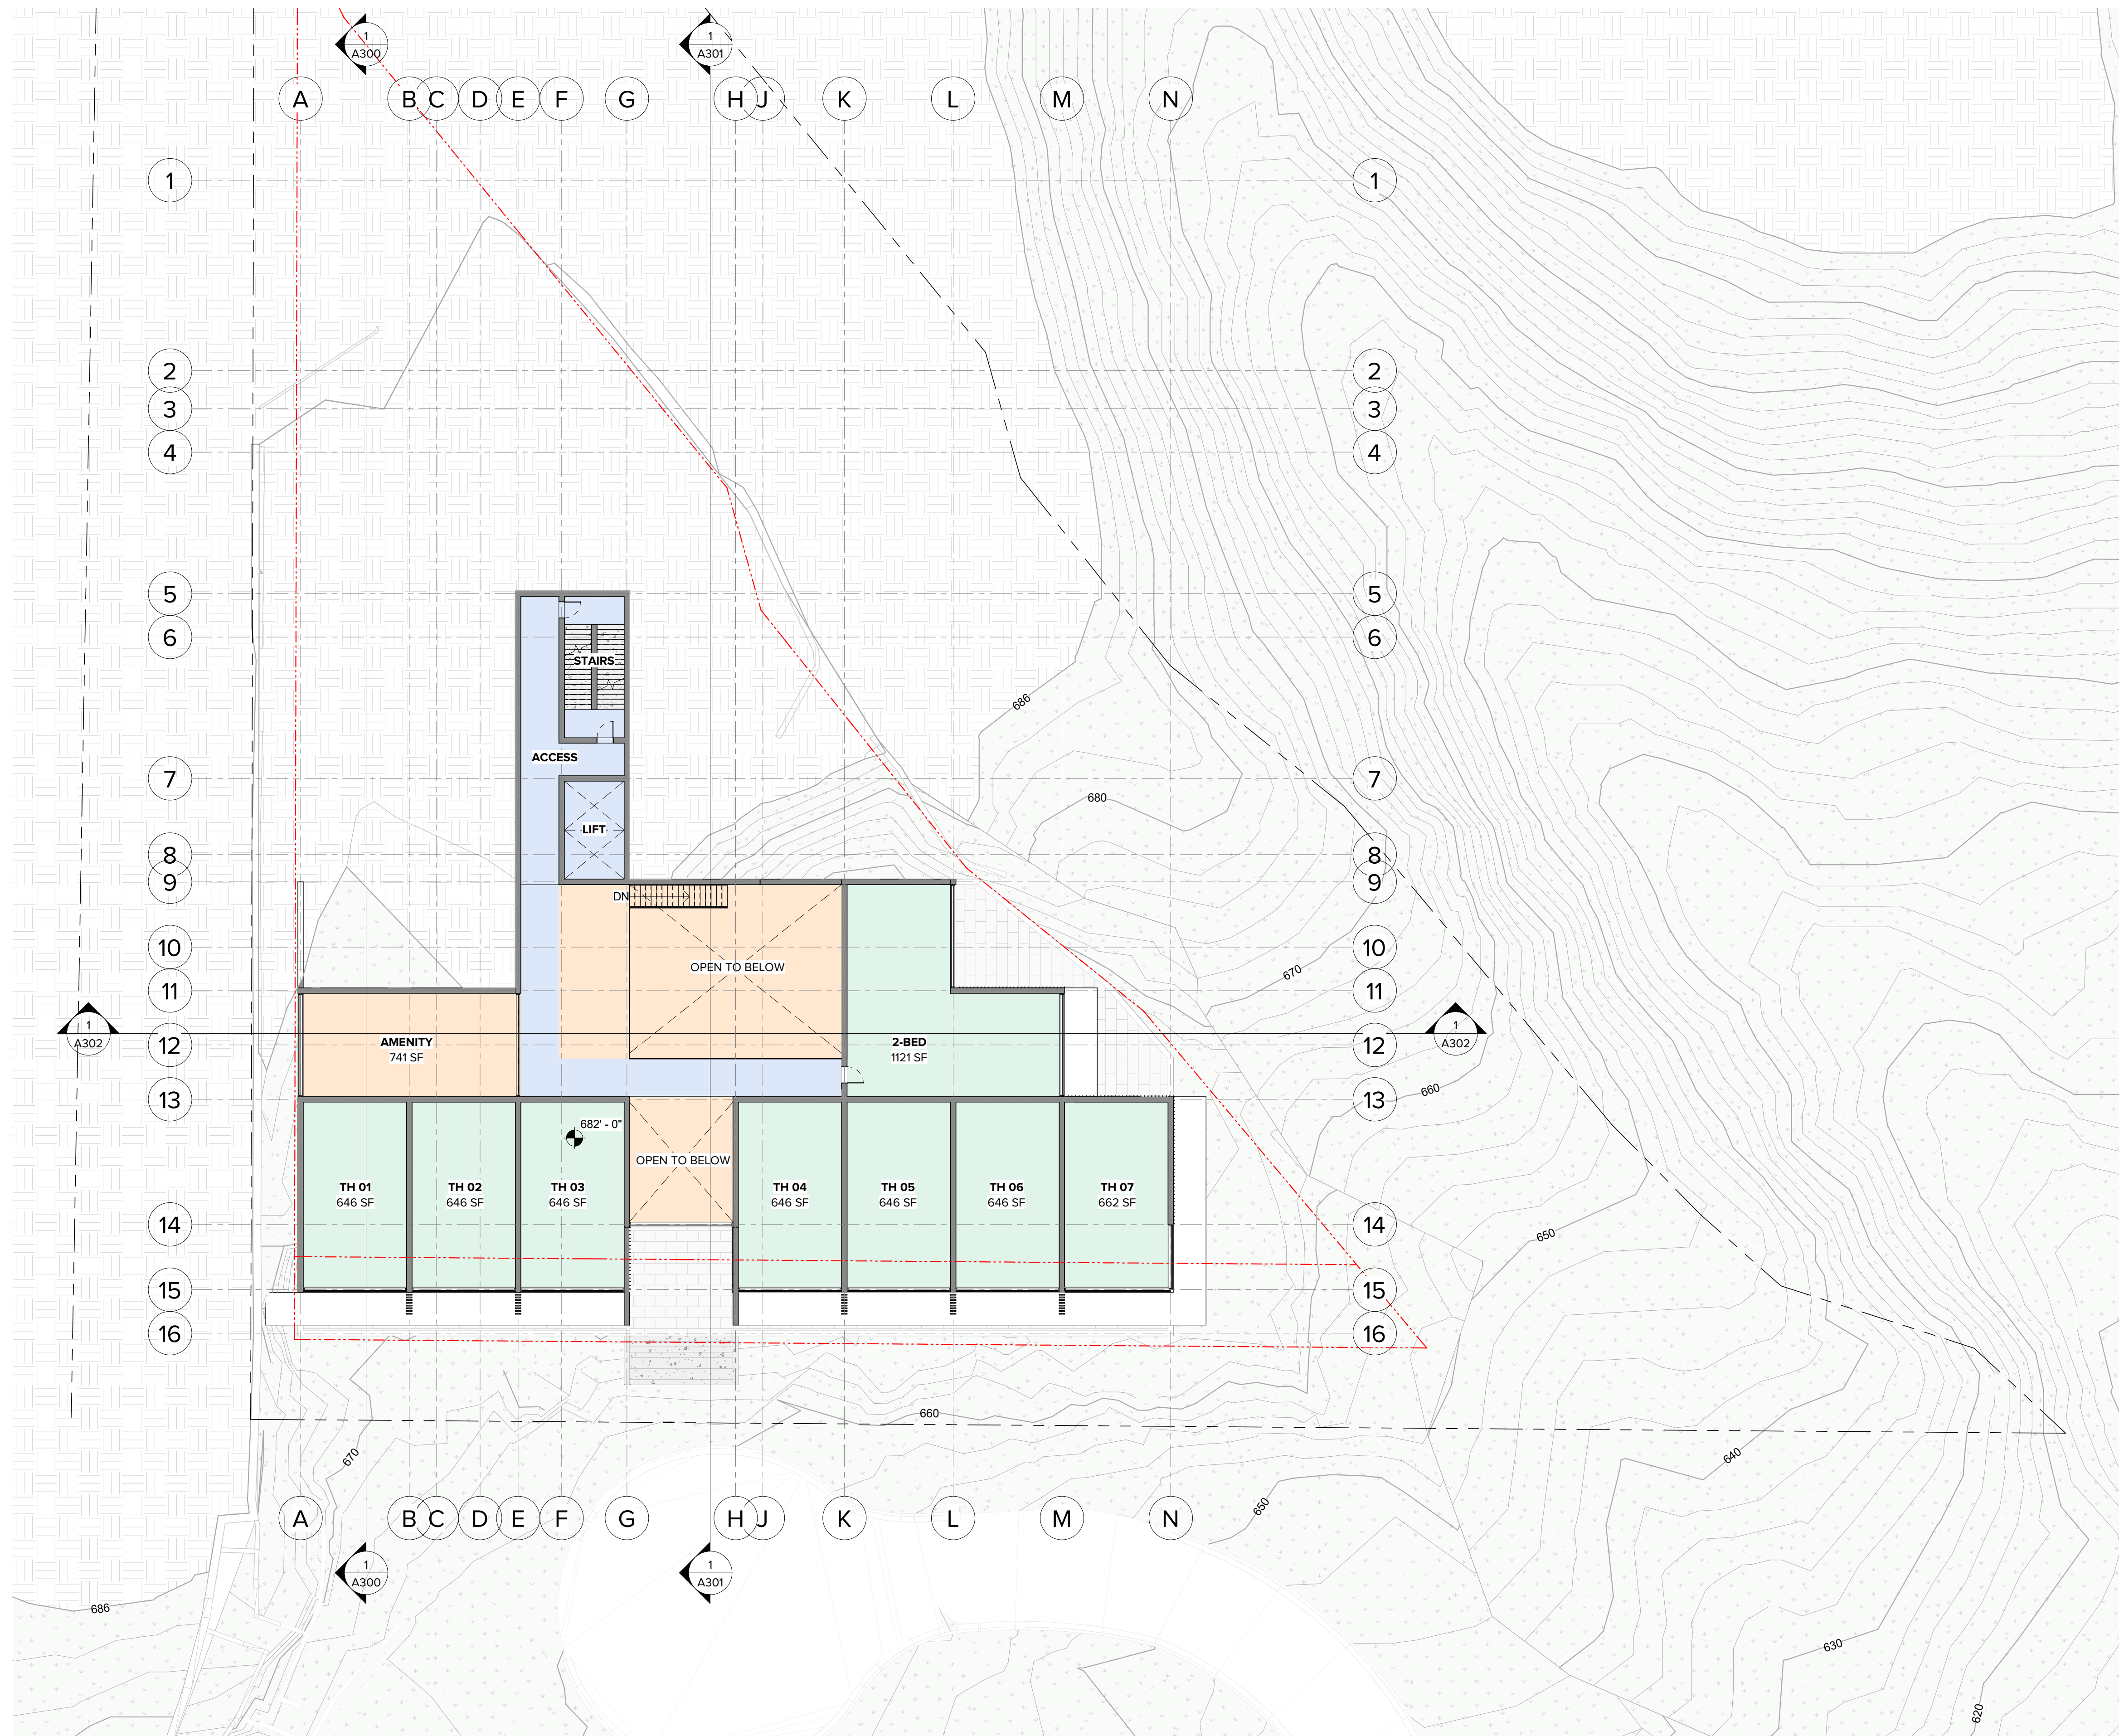 1
A300
1
A301
A B C D E F G H J K L M N
1 1
2 2
3 3
4 4
5 5
6 6
STAIRS
686
ACCESS
7 7
680
LIFT
8 8
9 9
DN
10 10
OPEN TO BELOW
670
11 11
1
A302
1
A302
12 12
AMENITY
741 SF
2-BED
1121 SF
660
13 13
682' - 0"
OPEN TO BELOW
TH 01
646 SF
TH 02
646 SF
TH 03
646 SF
TH 04
646 SF
TH 05
646 SF
TH 06
646 SF
TH 07
662 SF
14 14
650
15 15
16 16
660
670
640
650
A B C D E F G H J K L M N
1
A300
1
A301
686
630
620